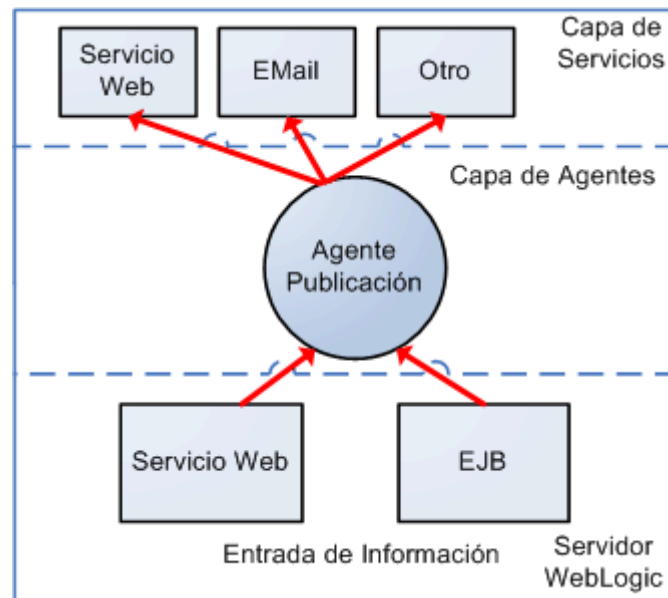 Capa de
Servicios
Servicio
Web
EMail
Otro
Capa de Agentes
Agente
Publicación
Servicio Web
EJB
Entrada de Información
Servidor
WebLogic